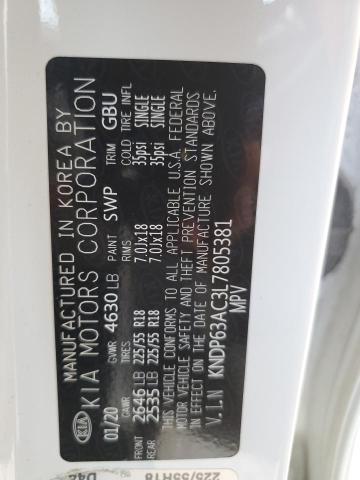 MANUFACTURED IN KOREA BY
KIA KIA MOTORS CORPORATION
01/20 GVWR 4630 LB PAINT SWP TRIM GBU
GAWR TIRES RIMS COLD TIRE INFL
FRONT 2646 LB 225/55 R18 7.0JX18 35psi SINGLE
REAR 2535 LB 225/55 R18 7.0JX18 35psi SINGLE
THIS VEHICLE CONFORMS TO ALL APPLICABLE U.S.A. FEDERAL
MOTOR VEHICLE SAFETY AND THEFT PREVENTION STANDARDS
IN EFFECT ON THE DATE OF MANUFACTURE SHOWN ABOVE.
V.I.N KNDP63AC3L7805381
MPV
225/55R18